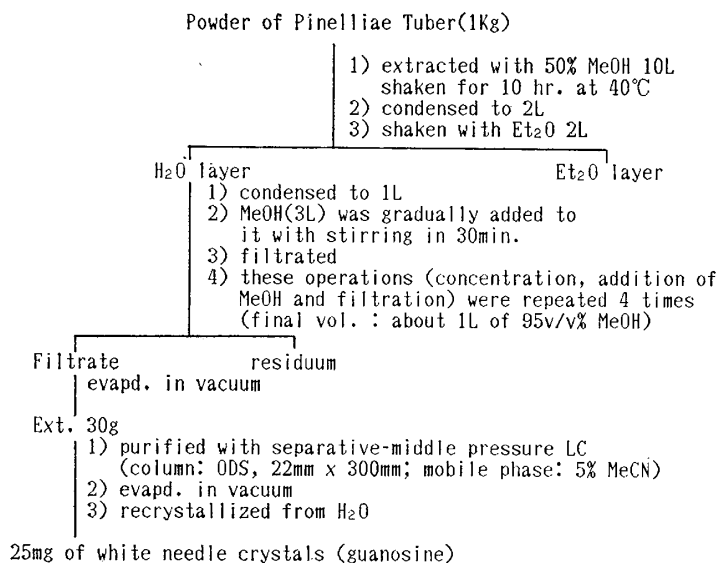 Powder of Pinelliae Tuber(1Kg)
1) extracted with 50% MeOH 10L
shaken for 10 hr. at 40℃
2) condensed to 2L
3) shaken with Et₂O 2L
H₂O layer
Et₂O layer
1) condensed to 1L
2) MeOH(3L) was gradually added to
it with stirring in 30min.
3) filtrated
4) these operations (concentration, addition of
MeOH and filtration) were repeated 4 times
(final vol. : about 1L of 95v/v% MeOH)
Filtrate
residuum
evapd. in vacuum
Ext. 30g
1) purified with separative-middle pressure LC
(column: ODS, 22mm x 300mm; mobile phase: 5% MeCN)
2) evapd. in vacuum
3) recrystallized from H₂O
25mg of white needle crystals (guanosine)